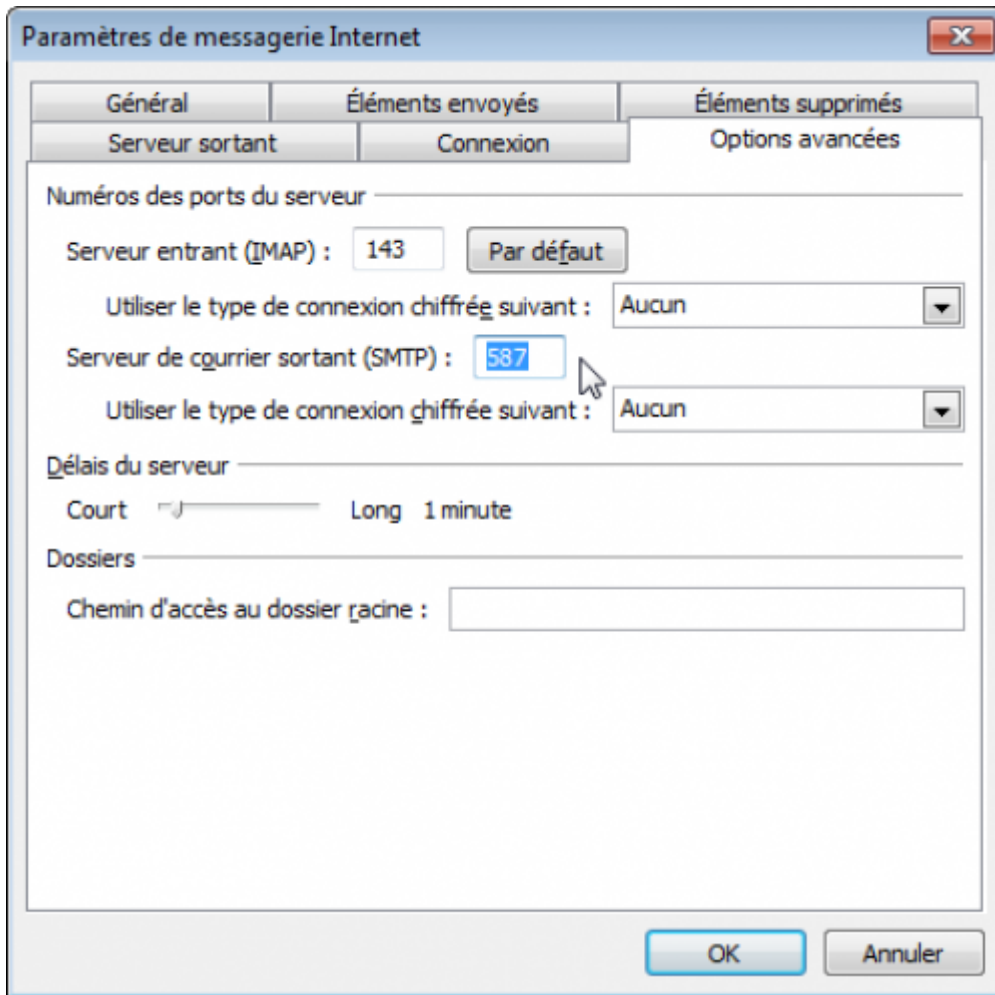 Paramètres de messagerie Internet
Général Éléments envoyés Éléments supprimés
Serveur sortant Connexion Options avancées
Numéros des ports du serveur
Serveur entrant (IMAP) : 143 Par défaut
Utiliser le type de connexion chiffrée suivant : Aucun
Serveur de courrier sortant (SMTP) : 587
Utiliser le type de connexion chiffrée suivant : Aucun
Délais du serveur
Court Long 1 minute
Dossiers
Chemin d'accès au dossier racine :
OK Annuler